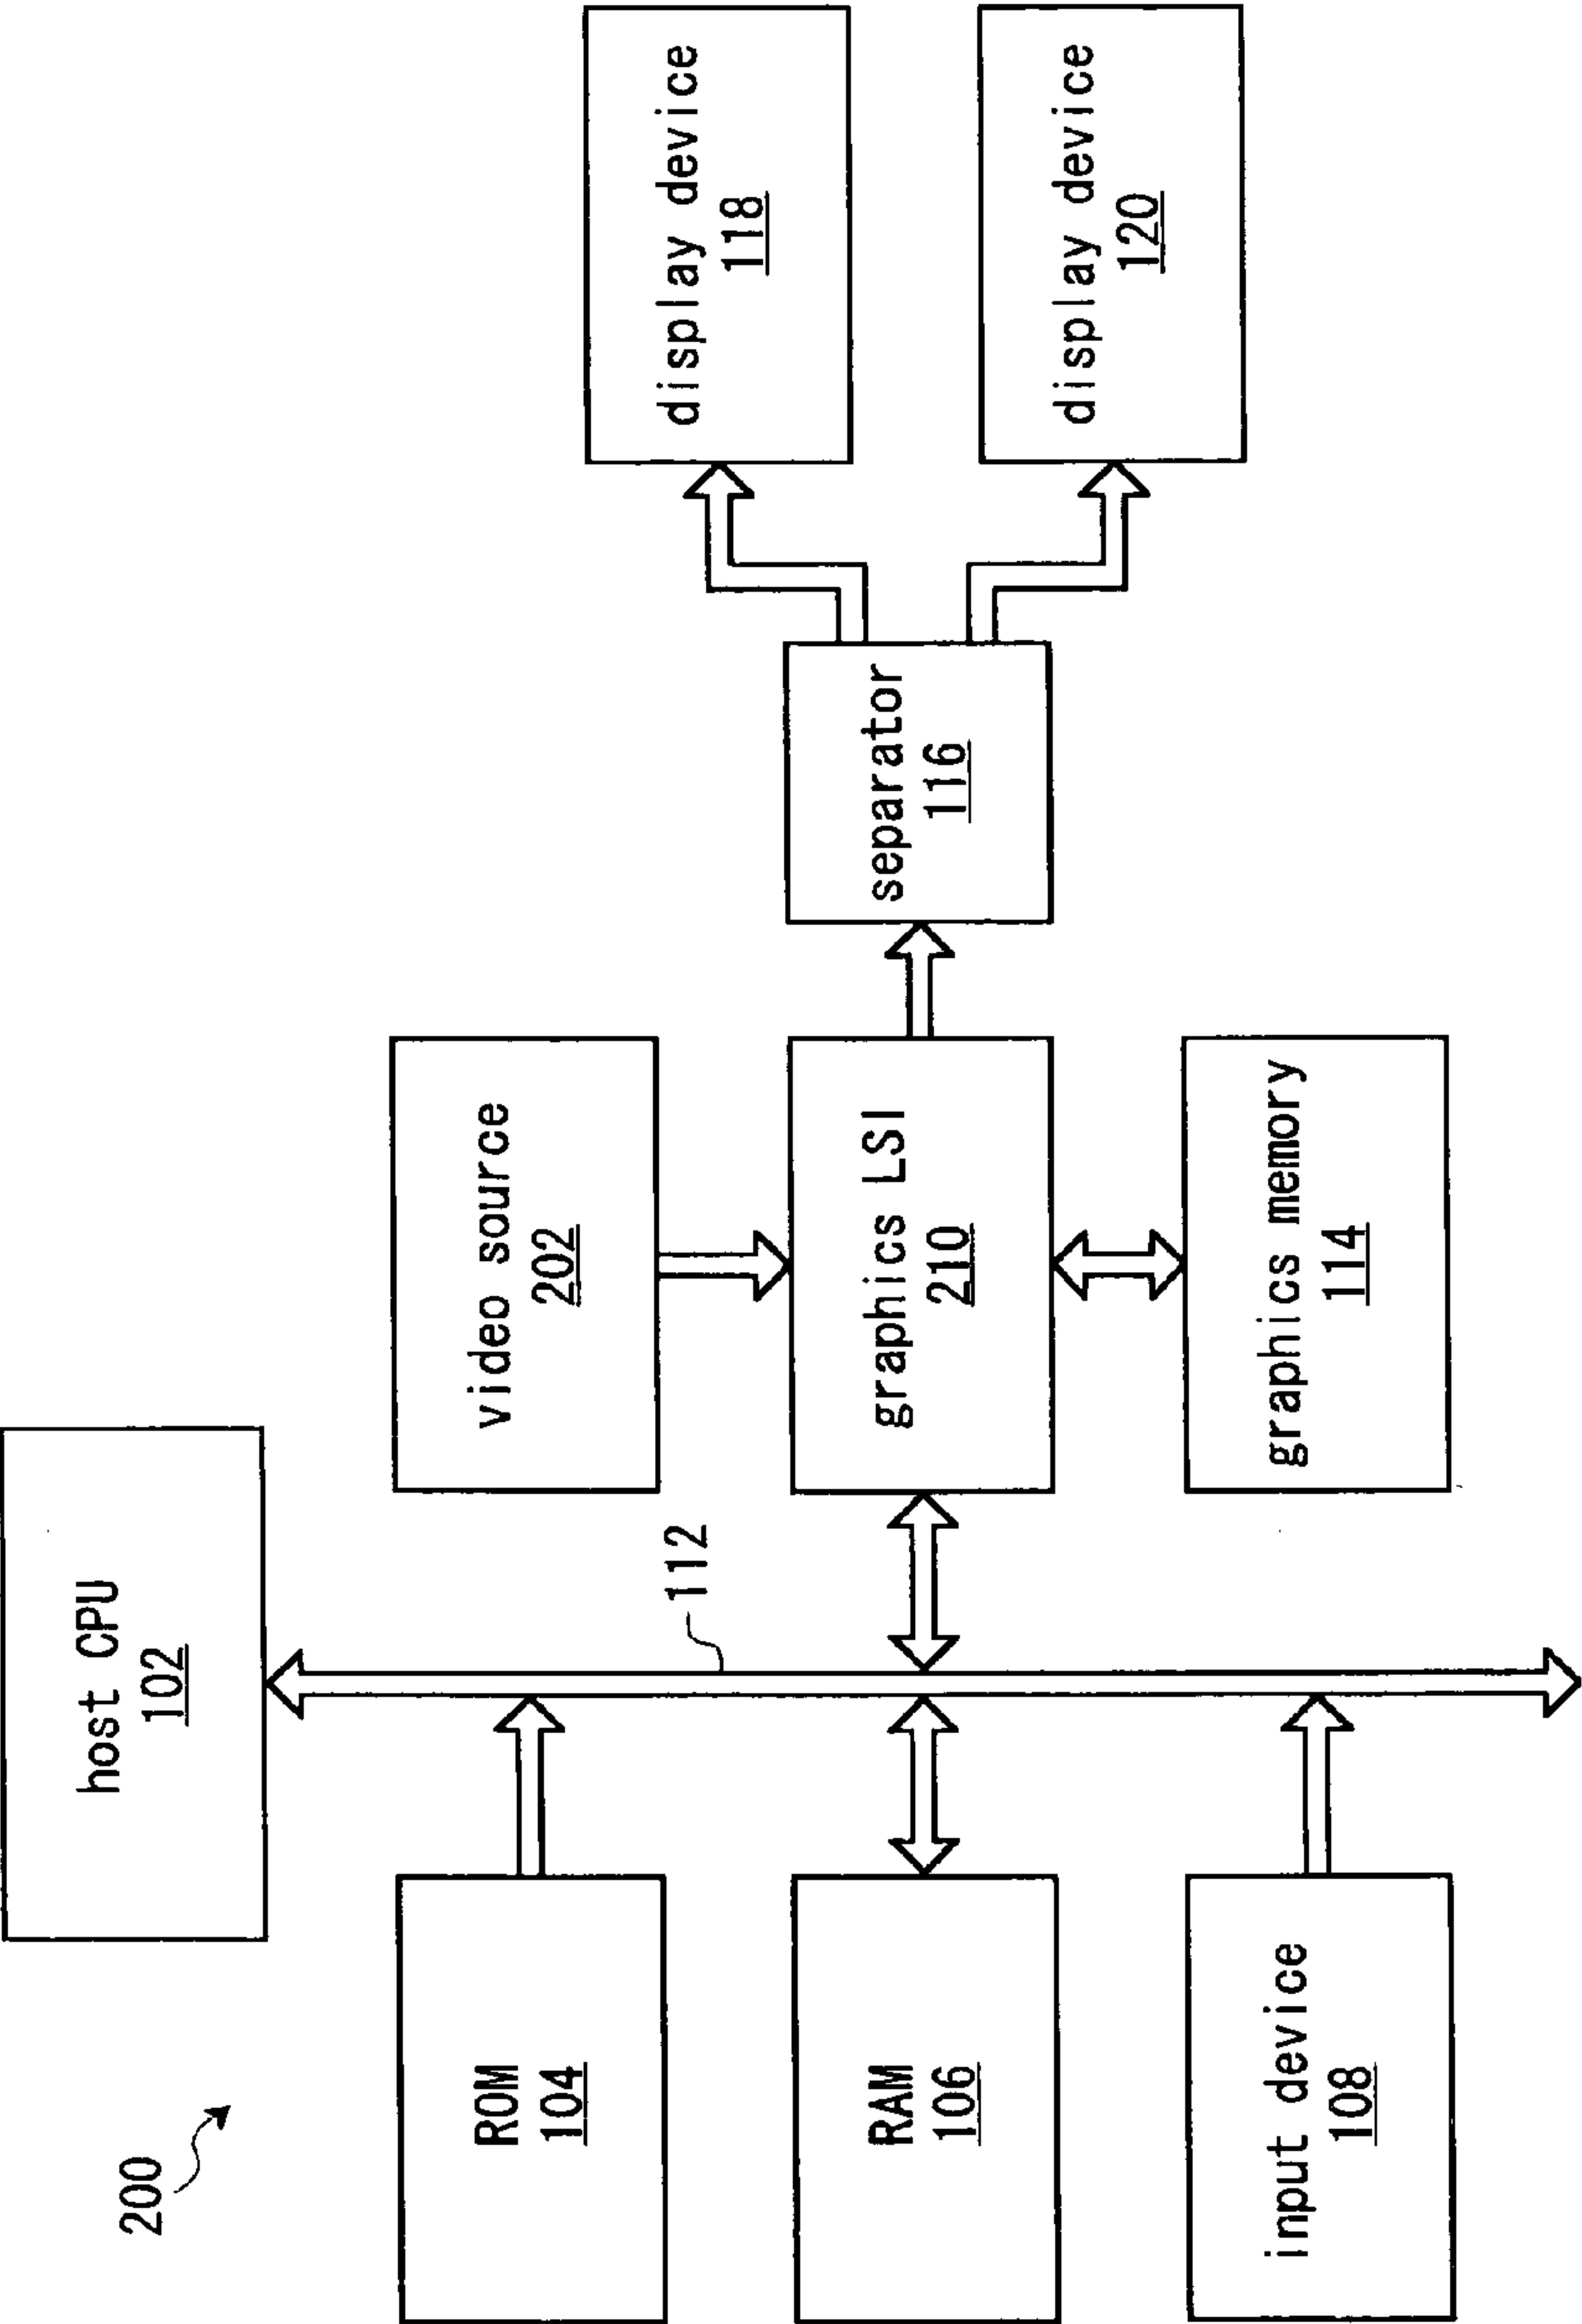 200
host CPU
102
112
ROM
104
video source
202
display device
118
RAM
106
graphics LSI
210
separator
116
display device
120
input device
108
graphics memory
114